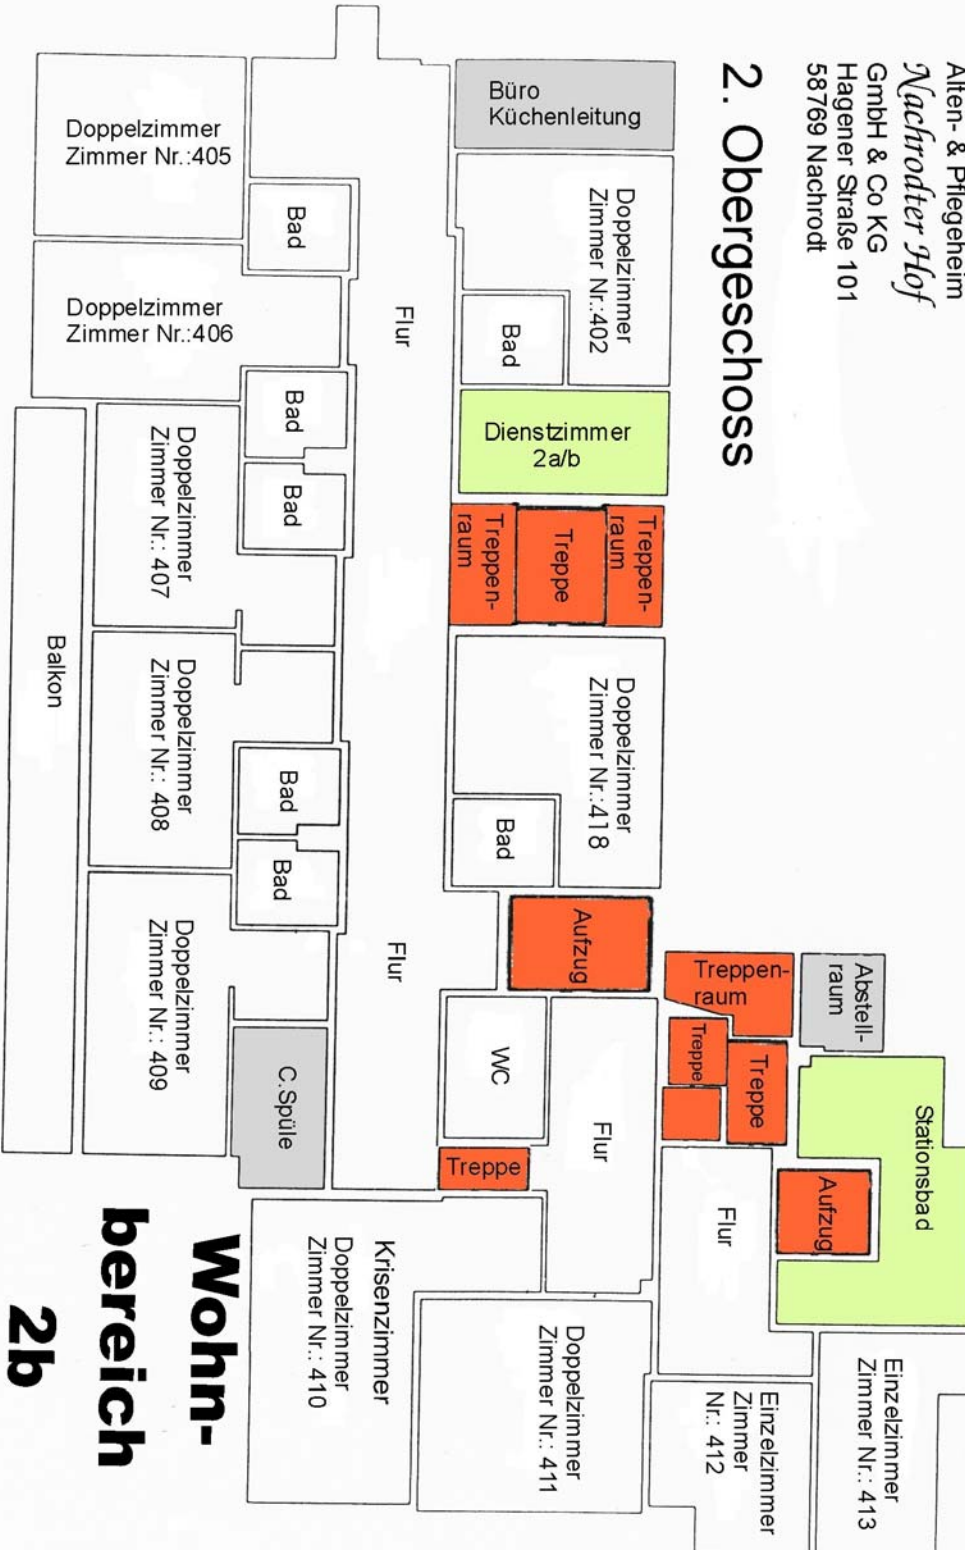 Alten- & Pflegeheim
Nachrodter Hof
GmbH & Co KG
Hagener Straße 101
58769 Nachrodt
2. Obergeschoss
Büro
Küchenleitung
Doppelzimmer
Zimmer Nr.:402
Bad
Dienstzimmer
2a/b
Treppen-
raum
Treppe
Treppen-
raum
Doppelzimmer
Zimmer Nr.:418
Bad
Aufzug
WC
Flur
Treppe
Abstell-
raum
Treppen-
raum
Treppe
Treppe
Stationsbad
Aufzug
Flur
Einzelzimmer
Zimmer Nr.: 413
Einzelzimmer
Zimmer
Nr.: 412
Doppelzimmer
Zimmer Nr.: 411
Krisenzimmer
Doppelzimmer
Zimmer Nr.: 410
Flur
Flur
Doppelzimmer
Zimmer Nr.:405
Bad
Doppelzimmer
Zimmer Nr.:406
Bad
Bad
Doppelzimmer
Zimmer Nr.: 407
Doppelzimmer
Zimmer Nr.: 408
Bad
Bad
Doppelzimmer
Zimmer Nr.: 409
C.Spüle
Balkon
Wohn-
bereich
2b